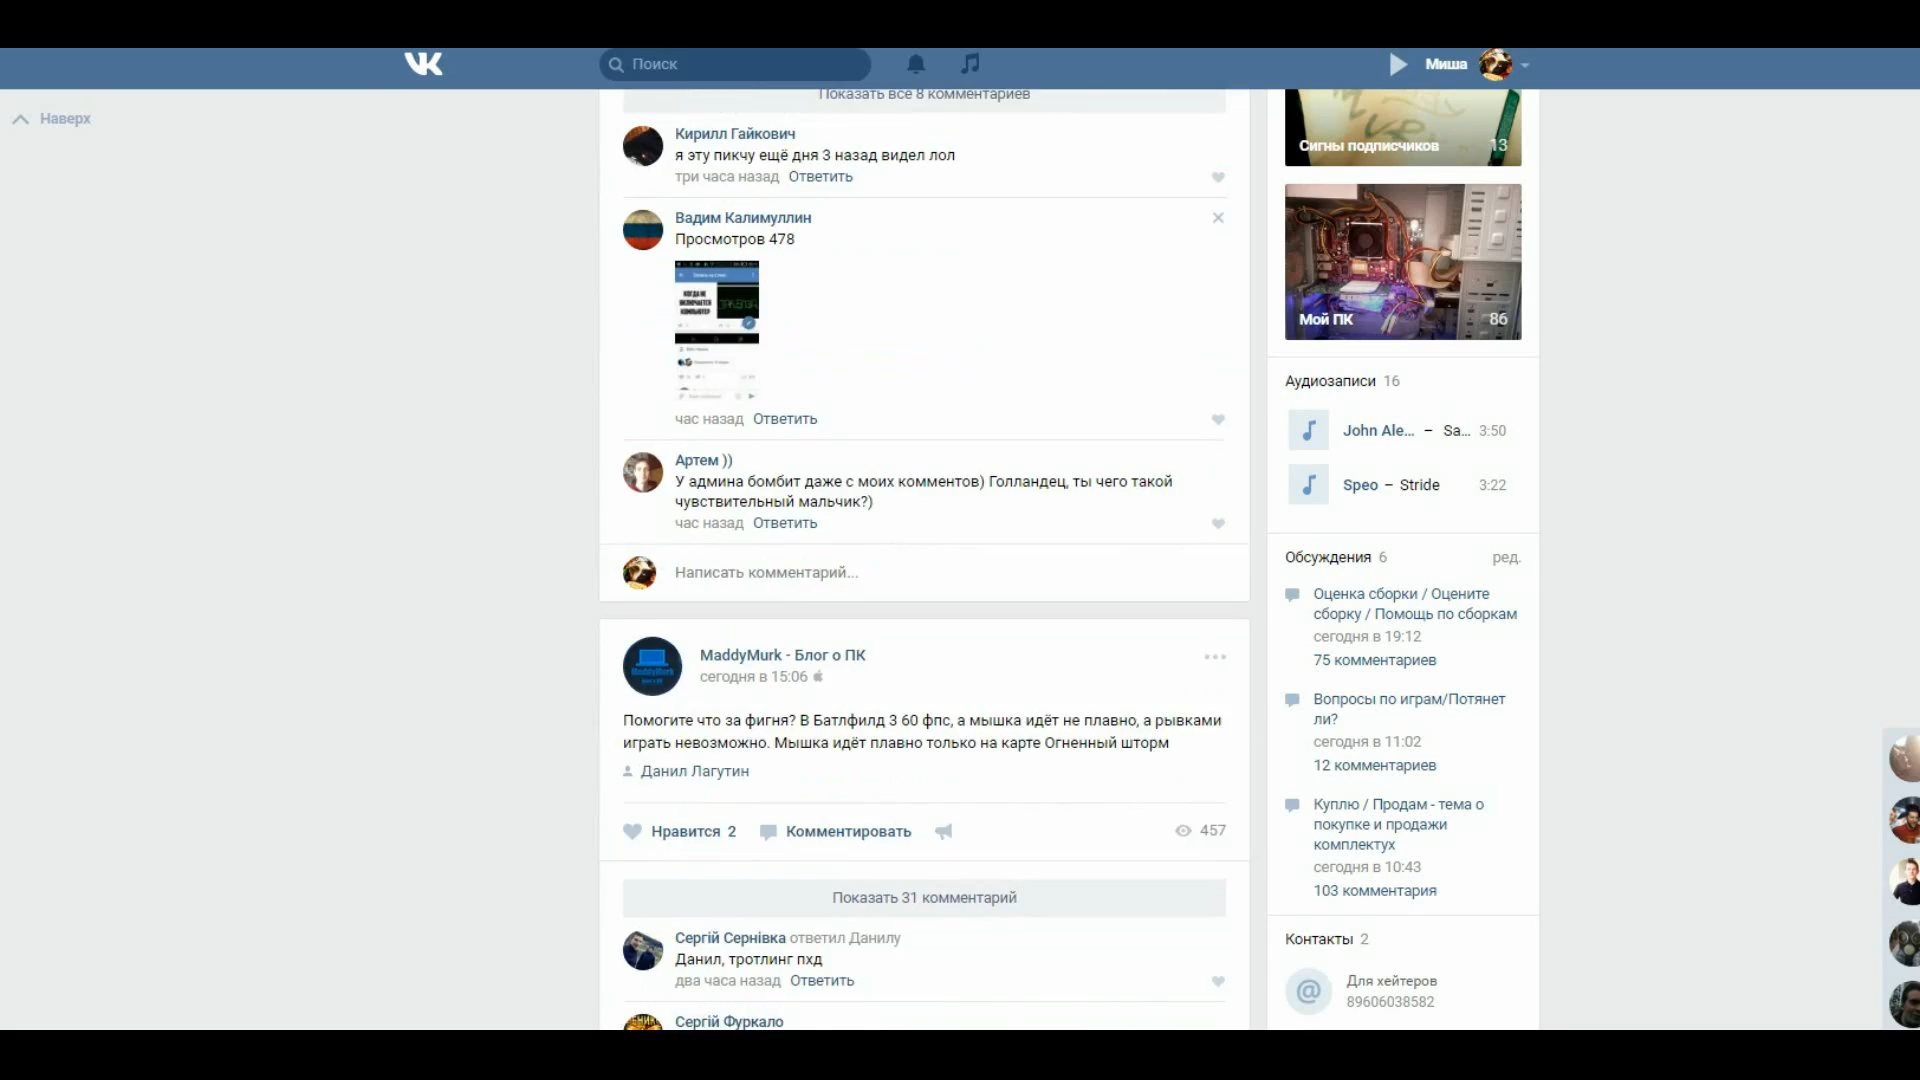 VK
Поиск
Миша
Наверх
Показать все 8 комментариев
Кирилл Гайкович
я эту пикчу ещё дня 3 назад видел лол
три часа назад Ответить
Вадим Калимуллин
Просмотров 478
КОГДА НЕ
ВКЛЮЧАЕТСЯ
КОМПЬЮТЕР
час назад Ответить
Артем ))
У админа бомбит даже с моих комментов) Голландец, ты чего такой
чувствительный мальчик?)
час назад Ответить
Написать комментарий...
MaddyMurk - Блог о ПК
сегодня в 15:06
Помогите что за фигня? В Батлфилд 3 60 фпс, а мышка идёт не плавно, а рывками
играть невозможно. Мышка идёт плавно только на карте Огненный шторм
Данил Лагутин
Нравится 2 Комментировать 457
Показать 31 комментарий
Сергій Сернівка ответил Данилу
Данил, тротлинг пхд
два часа назад Ответить
Сергій Фуркало
Сигны подписчиков 13
Мой ПК 86
Аудиозаписи 16
John Ale... – Sa... 3:50
Speo – Stride 3:22
Обсуждения 6 ред.
Оценка сборки / Оцените
сборку / Помощь по сборкам
сегодня в 19:12
75 комментариев
Вопросы по играм/Потянет
ли?
сегодня в 11:02
12 комментариев
Куплю / Продам - тема о
покупке и продажи
комплектух
сегодня в 10:43
103 комментария
Контакты 2
Для хейтеров
89606038582